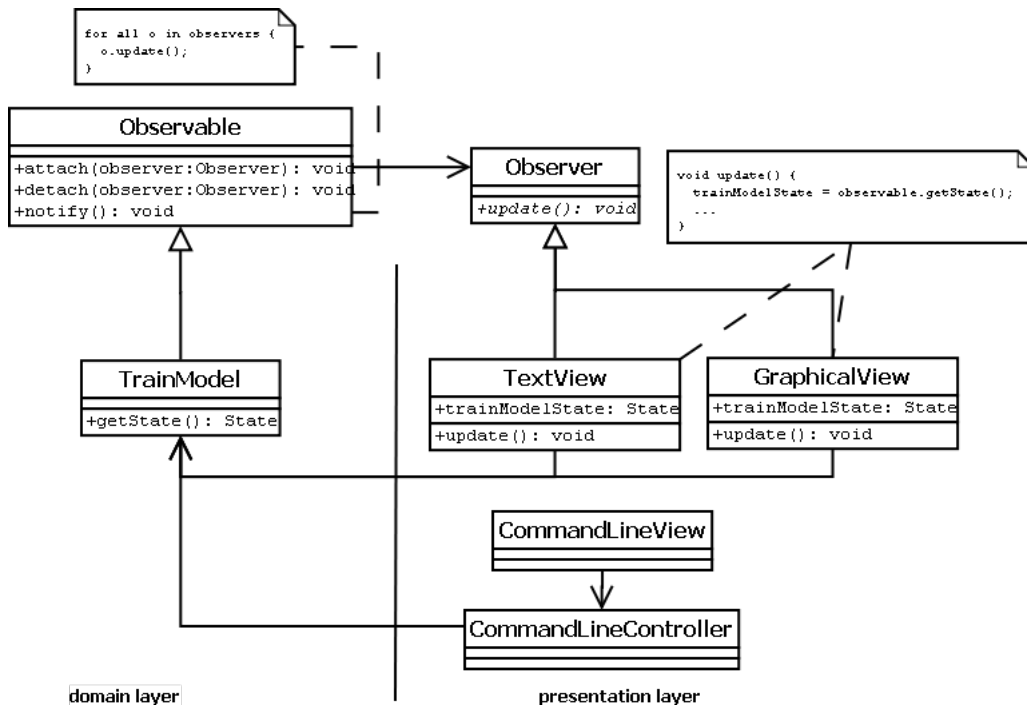 for all o in observers {
o.update();
}
Observable
+attach(observer:Observer): void
+detach(observer:Observer): void
+notify(): void
Observer
+update(): void
void update() {
trainModelState = observable.getState();
...
}
TrainModel
+getState(): State
TextView
+trainModelState: State
+update(): void
GraphicalView
+trainModelState: State
+update(): void
CommandLineView
CommandLineController
domain layer
presentation layer